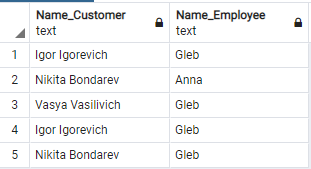 Name_Customer Name_Employee
text text
1 Igor Igorevich Gleb
2 Nikita Bondarev Anna
3 Vasya Vasilivich Gleb
4 Igor Igorevich Gleb
5 Nikita Bondarev Gleb